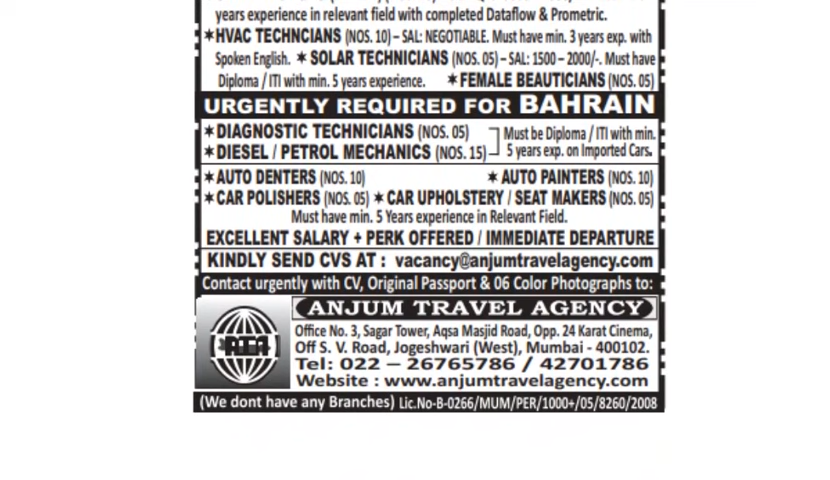 years experience in relevant field with completed Dataflow & Prometric.
✶HVAC TECHNCIANS (NOS. 10) – SAL: NEGOTIABLE. Must have min. 3 years exp. with
Spoken English. ✶ SOLAR TECHNICIANS (NOS. 05) – SAL: 1500 – 2000/-. Must have
Diploma / ITI with min. 5 years experience. ✶FEMALE BEAUTICIANS (NOS. 05)
URGENTLY REQUIRED FOR BAHRAIN
✶DIAGNOSTIC TECHNICIANS (NOS. 05) Must be Diploma / ITI with min.
✶DIESEL / PETROL MECHANICS (NOS. 15) 5 years exp. on Imported Cars.
✶AUTO DENTERS (NOS. 10) ✶ AUTO PAINTERS (NOS. 10)
✶CAR POLISHERS (NOS. 05) ✶ CAR UPHOLSTERY / SEAT MAKERS (NOS. 05)
Must have min. 5 Years experience in Relevant Field.
EXCELLENT SALARY + PERK OFFERED / IMMEDIATE DEPARTURE
KINDLY SEND CVS AT : vacancy@anjumtravelagency.com
Contact urgently with CV, Original Passport & 06 Color Photographs to:
ANJUM TRAVEL AGENCY
ATA
Office No. 3, Sagar Tower, Aqsa Masjid Road, Opp. 24 Karat Cinema,
Off S. V. Road, Jogeshwari (West), Mumbai - 400102.
Tel: 022 – 26765786 / 42701786
Website : www.anjumtravelagency.com
(We dont have any Branches) Lic.No-B-0266/MUM/PER/1000+/05/8260/2008